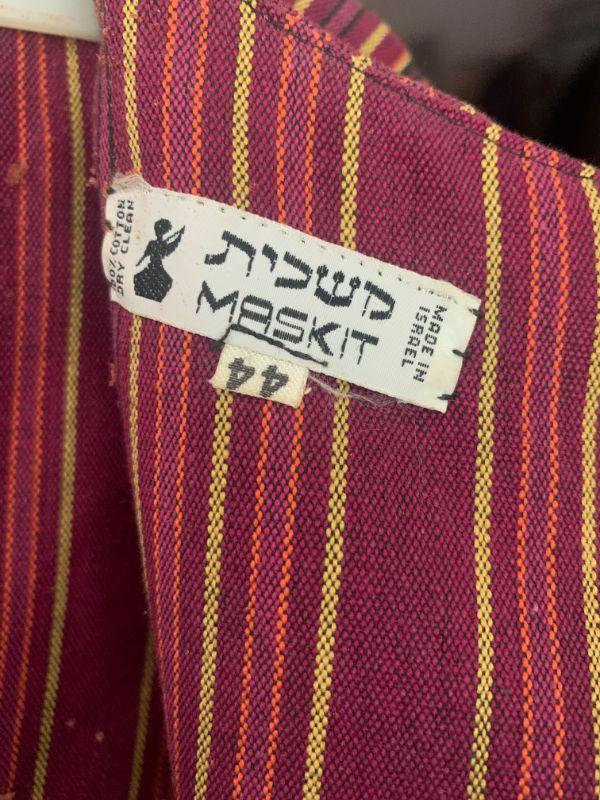 100% COTTON
DRY CLEAN
משכית
MASKIT
MADE IN
ISRAEL
44